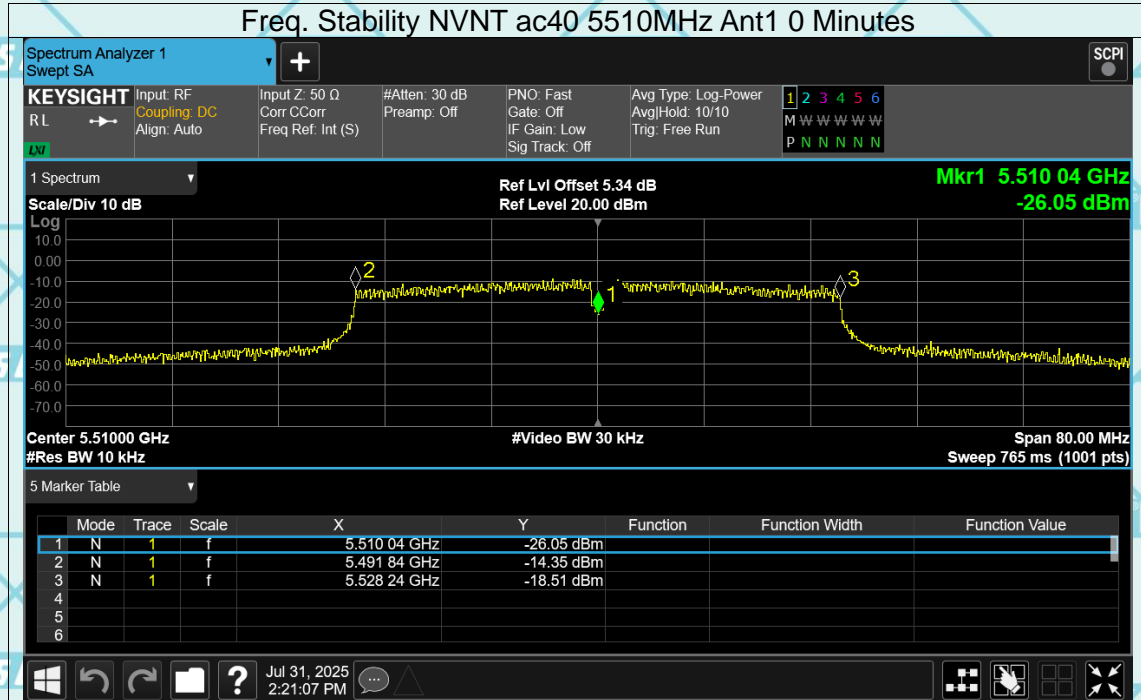 Freq. Stability NVNT ac40 5510MHz Ant1 0 Minutes
Spectrum Analyzer 1
Swept SA
SCPI
KEYSIGHT
R L
LXI
Input: RF
Coupling: DC
Align: Auto
Input Z: 50 Ω
Corr CCorr
Freq Ref: Int (S)
#Atten: 30 dB
Preamp: Off
PNO: Fast
Gate: Off
IF Gain: Low
Sig Track: Off
Avg Type: Log-Power
Avg|Hold: 10/10
Trig: Free Run
1 2 3 4 5 6
M W W W W W
P N N N N N
1 Spectrum
Scale/Div 10 dB
Ref Lvl Offset 5.34 dB
Ref Level 20.00 dBm
Mkr1 5.510 04 GHz
-26.05 dBm
Log
10.0
0.00
-10.0
-20.0
-30.0
-40.0
-50.0
-60.0
-70.0
2
1
3
Center 5.51000 GHz
#Video BW 30 kHz
Span 80.00 MHz
#Res BW 10 kHz
Sweep 765 ms (1001 pts)
5 Marker Table
Mode Trace Scale X Y Function Function Width Function Value
1 N 1 f 5.510 04 GHz -26.05 dBm
2 N 1 f 5.491 84 GHz -14.35 dBm
3 N 1 f 5.528 24 GHz -18.51 dBm
4
5
6
?
Jul 31, 2025
2:21:07 PM